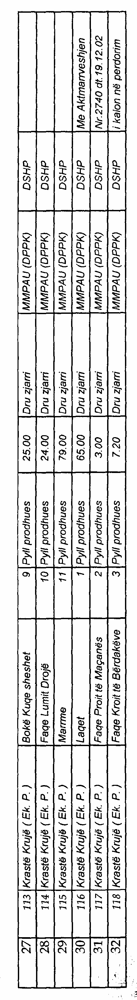 27 113 Krastë Krujë ( Ek. P. ) Bokë Kuqe sheshet 9 Pyll prodhues 25.00 Dru zjarri MMPAU (DPPK) DSHP
28 114 Krastë Krujë ( Ek. P. ) Faqe Lumit Drojë 10 Pyll prodhues 24.00 Dru zjarri MMPAU (DPPK) DSHP
29 115 Krastë Krujë ( Ek. P. ) Marrme 11 Pyll prodhues 79.00 Dru zjarri MMPAU (DPPK) DSHP
30 116 Krastë Krujë ( Ek. P. ) Laqet 1 Pyll prodhues 65.00 Dru zjarri MMPAU (DPPK) DSHP Me Aktmarrveshjen
31 117 Krastë Krujë ( Ek. P. ) Faqe Proit të Maçanës 2 Pyll prodhues 3.00 Dru zjarri MMPAU (DPPK) DSHP Nr.2740 dt.19.12.02
32 118 Krastë Krujë ( Ek. P. ) Faqe Kroit të Bërdakëve 3 Pyll prodhues 7.20 Dru zjarri MMPAU (DPPK) DSHP i kalon në perdorim